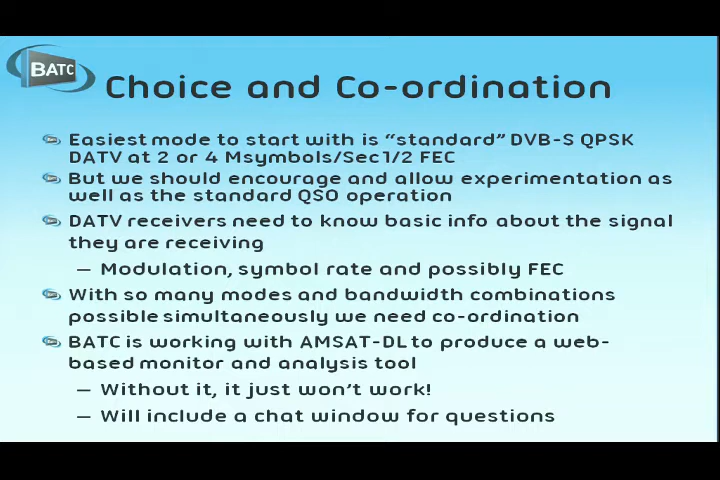 BATC
Choice and Co-ordination
Easiest mode to start with is “standard” DVB-S QPSK
DATV at 2 or 4 Msymbols/Sec 1/2 FEC
But we should encourage and allow experimentation as
well as the standard QSO operation
DATV receivers need to know basic info about the signal
they are receiving
– Modulation, symbol rate and possibly FEC
With so many modes and bandwidth combinations
possible simultaneously we need co-ordination
BATC is working with AMSAT-DL to produce a web-
based monitor and analysis tool
– Without it, it just won’t work!
– Will include a chat window for questions